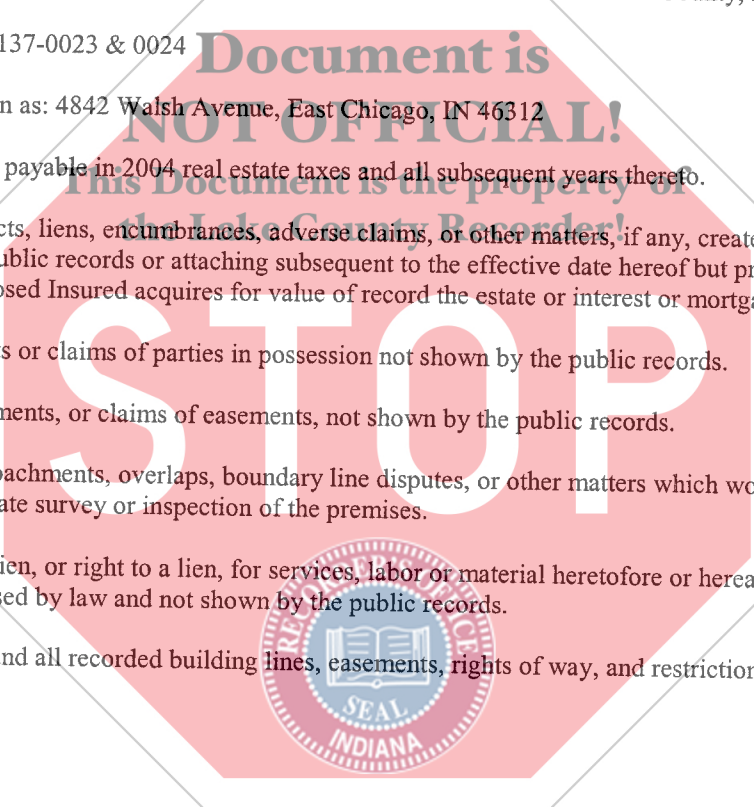 137-0023 & 0024
Document is
n as: 4842 Walsh Avenue, East Chicago, IN 46312
NOT OFFICIAL!
payable in 2004 real estate taxes and all subsequent years thereto.
This Document is the property of
the Lake County Recorder!
cts, liens, encumbrances, adverse claims, or other matters, if any, create
ublic records or attaching subsequent to the effective date hereof but pr
osed Insured acquires for value of record the estate or interest or mortga
s or claims of parties in possession not shown by the public records.
ments, or claims of easements, not shown by the public records.
STOP
oachments, overlaps, boundary line disputes, or other matters which wo
ate survey or inspection of the premises.
ien, or right to a lien, for services, labor or material heretofore or herea
sed by law and not shown by the public records.
nd all recorded building lines, easements, rights of way, and restriction
RECORDER'S OFFICE
SEAL
INDIANA